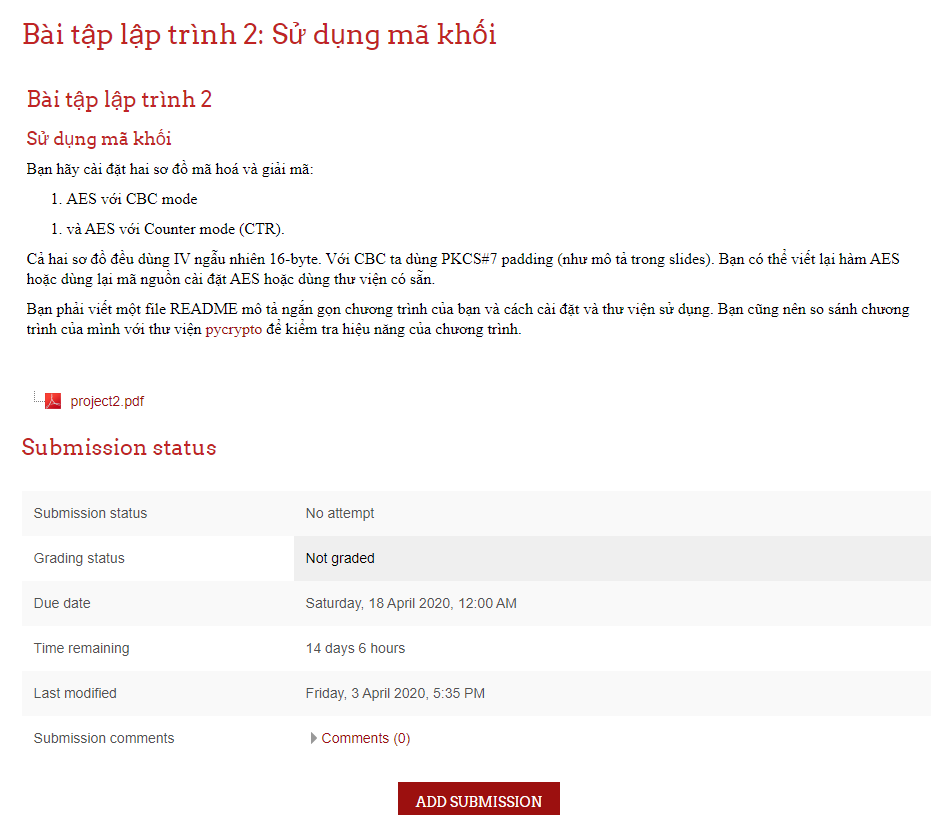 Bài tập lập trình 2: Sử dụng mã khối
Bài tập lập trình 2
Sử dụng mã khối
Bạn hãy cài đặt hai sơ đồ mã hoá và giải mã:
1. AES với CBC mode
1. và AES với Counter mode (CTR).
Cả hai sơ đồ đều dùng IV ngẫu nhiên 16-byte. Với CBC ta dùng PKCS#7 padding (như mô tả trong slides). Bạn có thể viết lại hàm AES
hoặc dùng lại mã nguồn cài đặt AES hoặc dùng thư viện có sẵn.
Bạn phải viết một file README mô tả ngắn gọn chương trình của bạn và cách cài đặt và thư viện sử dụng. Bạn cũng nên so sánh chương
trình của mình với thư viện pycrypto để kiểm tra hiệu năng của chương trình.
project2.pdf
Submission status
Submission status No attempt
Grading status Not graded
Due date Saturday, 18 April 2020, 12:00 AM
Time remaining 14 days 6 hours
Last modified Friday, 3 April 2020, 5:35 PM
Submission comments Comments (0)
ADD SUBMISSION